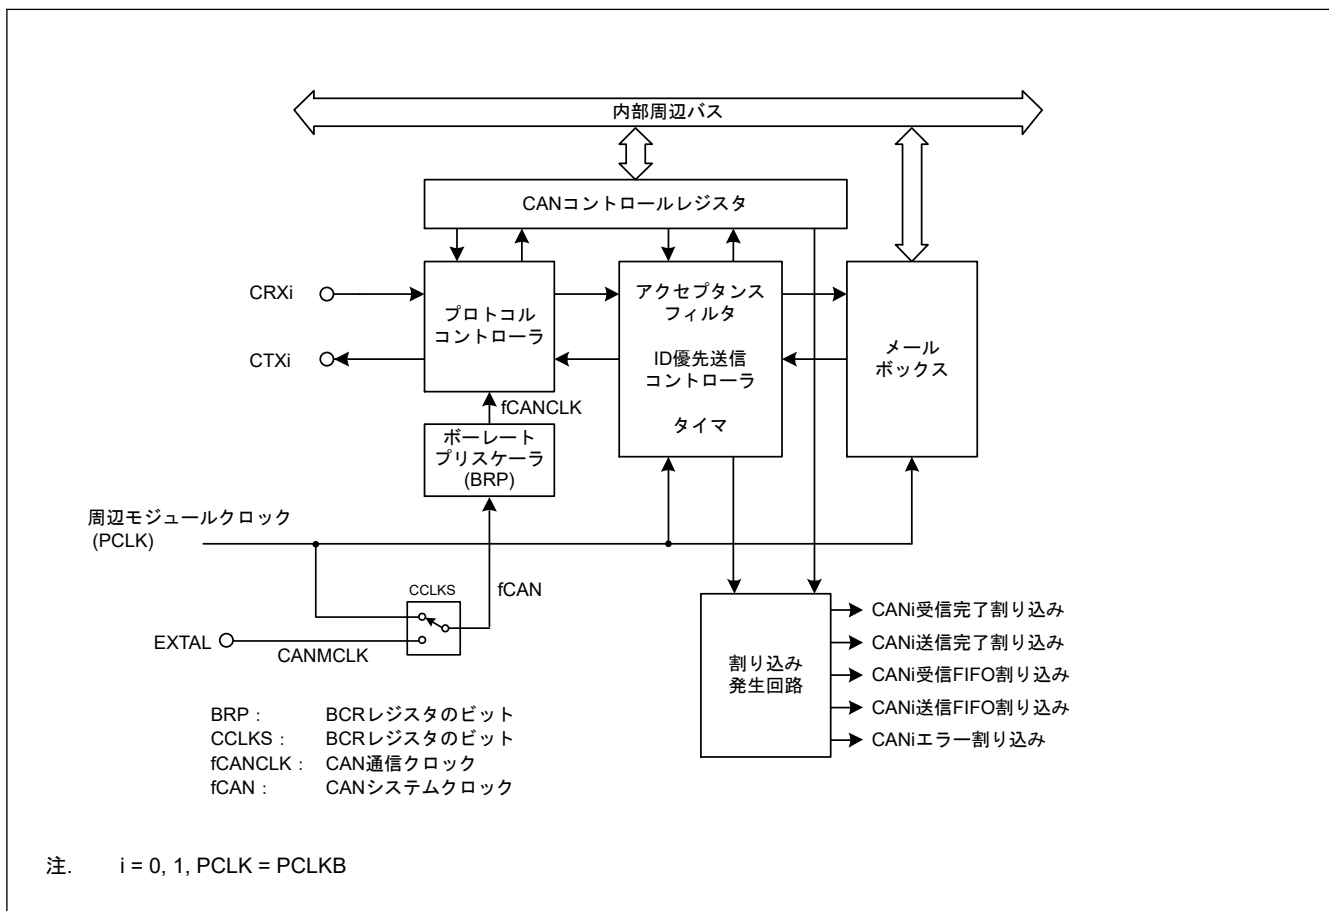 内部周辺バス
CANコントロールレジスタ
CRXi
CTXi
プロトコル
コントローラ
アクセプタンス
フィルタ
ID優先送信
コントローラ
タイマ
メール
ボックス
fCANCLK
ボーレート
プリスケーラ
(BRP)
周辺モジュールクロック
(PCLK)
CCLKS
fCAN
EXTAL
CANMCLK
割り込み
発生回路
CANi受信完了割り込み
CANi送信完了割り込み
CANi受信FIFO割り込み
CANi送信FIFO割り込み
CANiエラー割り込み
BRP : BCRレジスタのビット
CCLKS : BCRレジスタのビット
fCANCLK : CAN通信クロック
fCAN : CANシステムクロック
注. i = 0, 1, PCLK = PCLKB